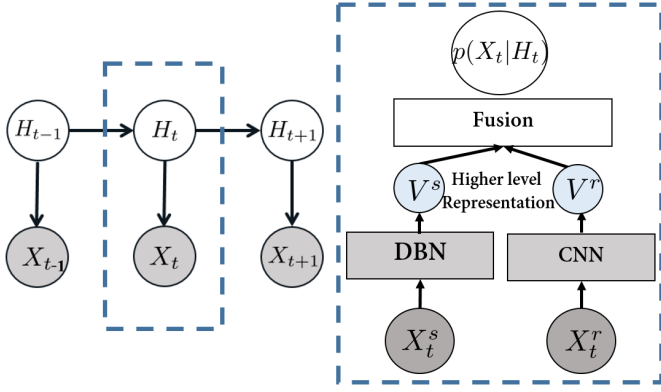 H_{t-1}
H_t
H_{t+1}
X_{t-1}
X_t
X_{t+1}
p(X_t|H_t)
Fusion
V^s
Higher level
Representation
V^r
DBN
CNN
X_t^s
X_t^r